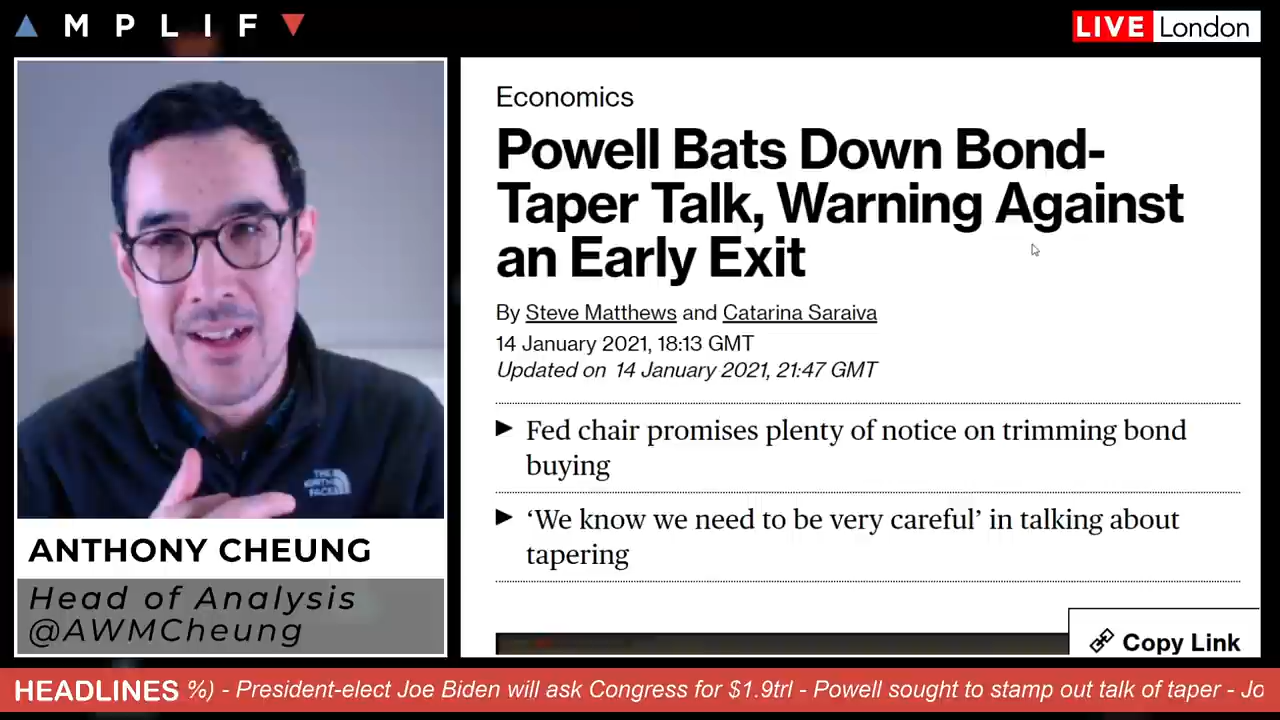 AMPLIFY
LIVE London
Economics
Powell Bats Down Bond-
Taper Talk, Warning Against
an Early Exit
By Steve Matthews and Catarina Saraiva
14 January 2021, 18:13 GMT
Updated on 14 January 2021, 21:47 GMT
Fed chair promises plenty of notice on trimming bond
buying
‘We know we need to be very careful’ in talking about
tapering
Copy Link
THE
NORTH
FACE
ANTHONY CHEUNG
Head of Analysis
@AWMCheung
HEADLINES %) - President-elect Joe Biden will ask Congress for $1.9trl - Powell sought to stamp out talk of taper - Jo